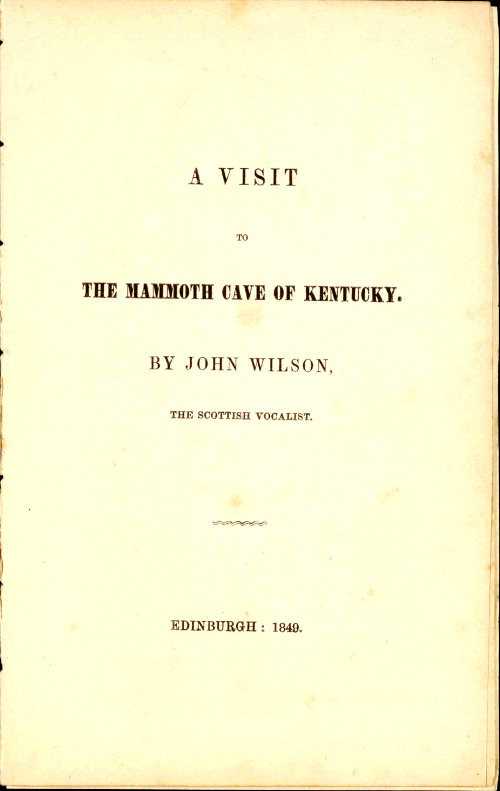 A VISIT
TO
THE MAMMOTH CAVE OF KENTUCKY.
BY JOHN WILSON,
THE SCOTTISH VOCALIST.
EDINBURGH: 1849.